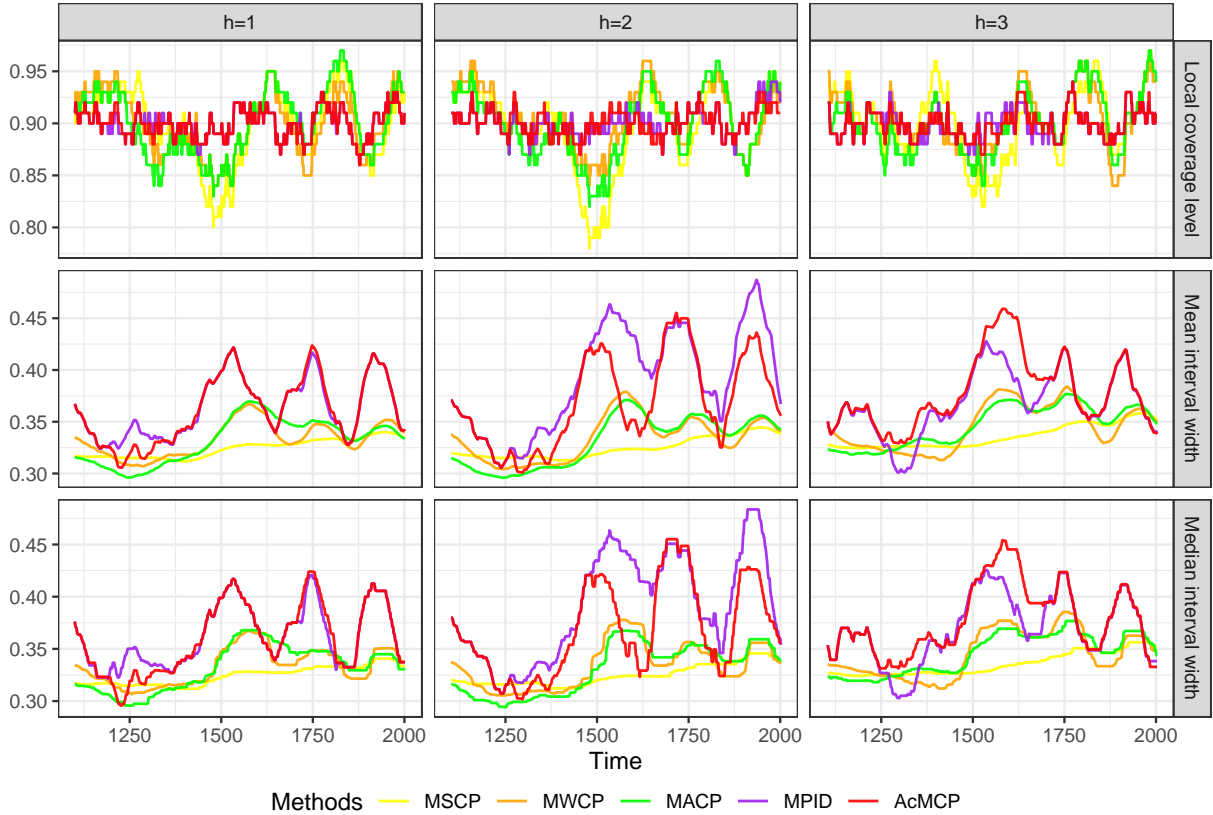 h=1 h=2 h=3
0.95
0.90
0.85
0.80
Local coverage level
0.45
0.40
0.35
0.30
Mean interval width
0.45
0.40
0.35
0.30
Median interval width
1250 1500 1750 2000 1250 1500 1750 2000 1250 1500 1750 2000
Time
Methods MSCP MWCP MACP MPID AcMCP